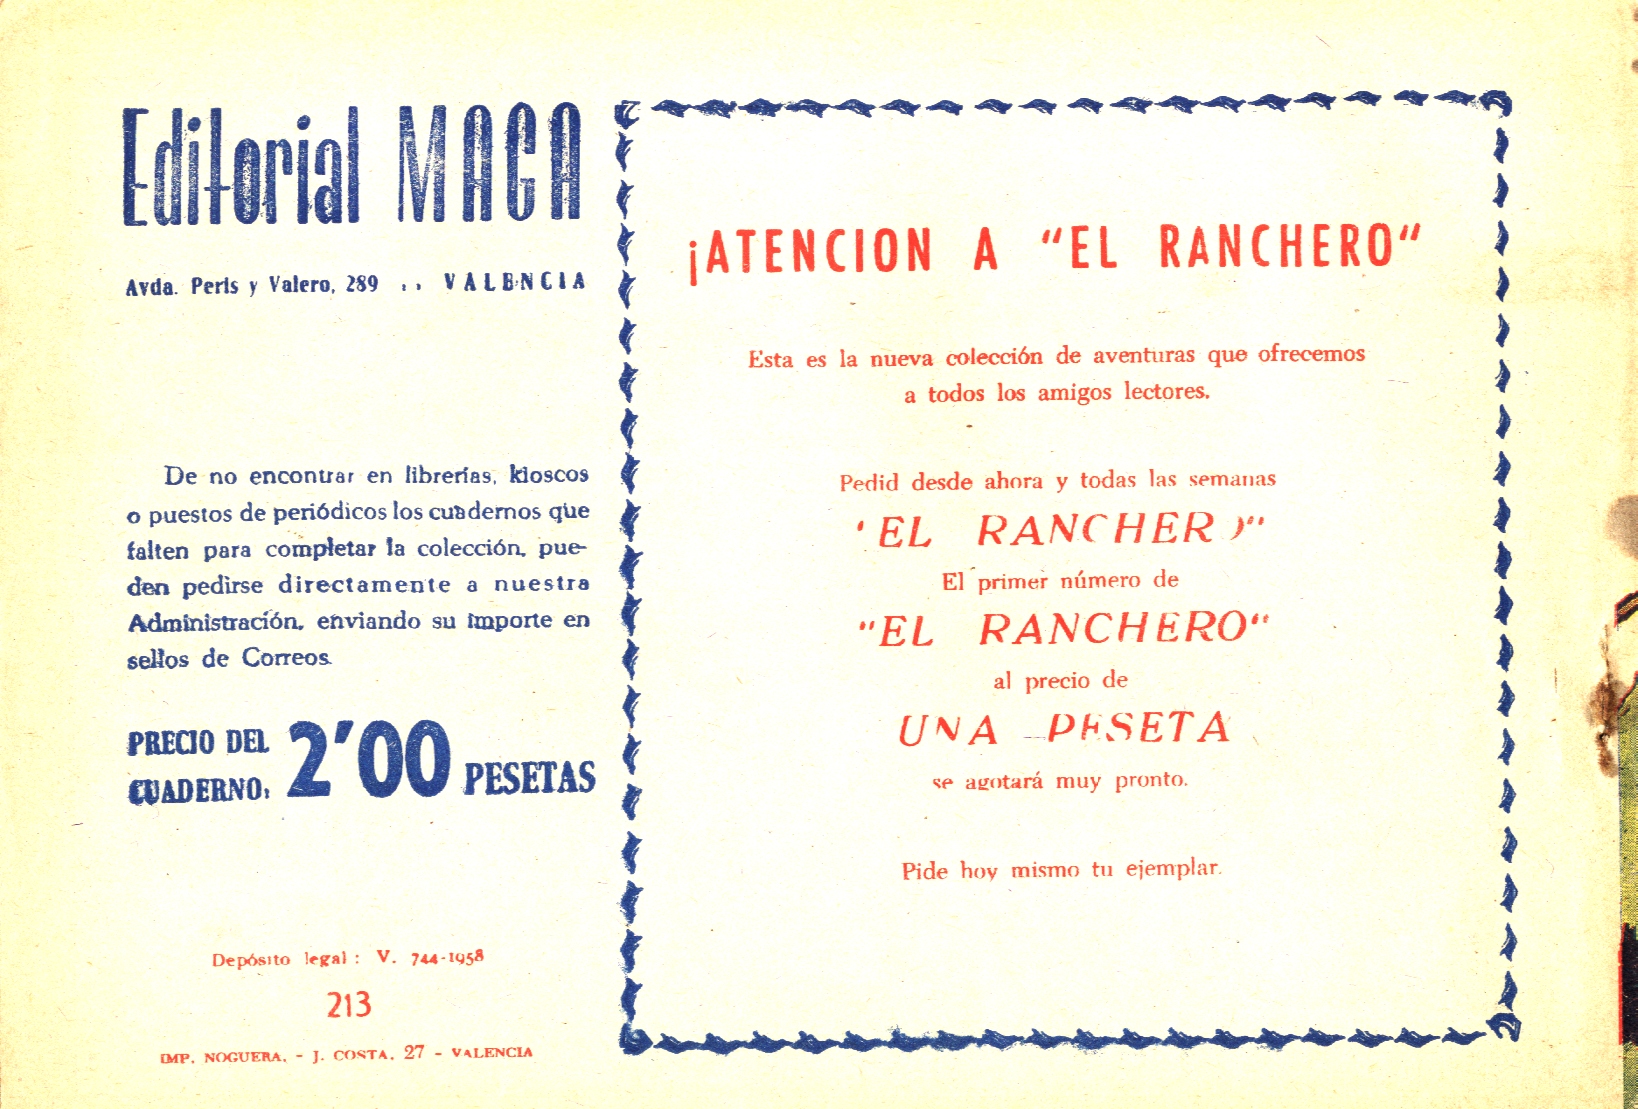 Editorial MAGA
Avda. Peris y Valero, 289 : : VALENCIA
De no encontrar en librerías, kioscos
o puestos de periódicos los cuadernos que
falten para completar la colección, pue-
den pedirse directamente a nuestra
Administración, enviando su importe en
sellos de Correos.
PRECIO DEL
CUADERNO: 2'00 PESETAS
Depósito legal : V. 744-1958
213
IMP. NOGUERA. - J. COSTA, 27 - VALENCIA
¡ATENCION A "EL RANCHERO"
Esta es la nueva colección de aventuras que ofrecemos
a todos los amigos lectores.
Pedid desde ahora y todas las semanas
"EL RANCHERO"
El primer número de
"EL RANCHERO"
al precio de
UNA PESETA
se agotará muy pronto.
Pide hoy mismo tu ejemplar.